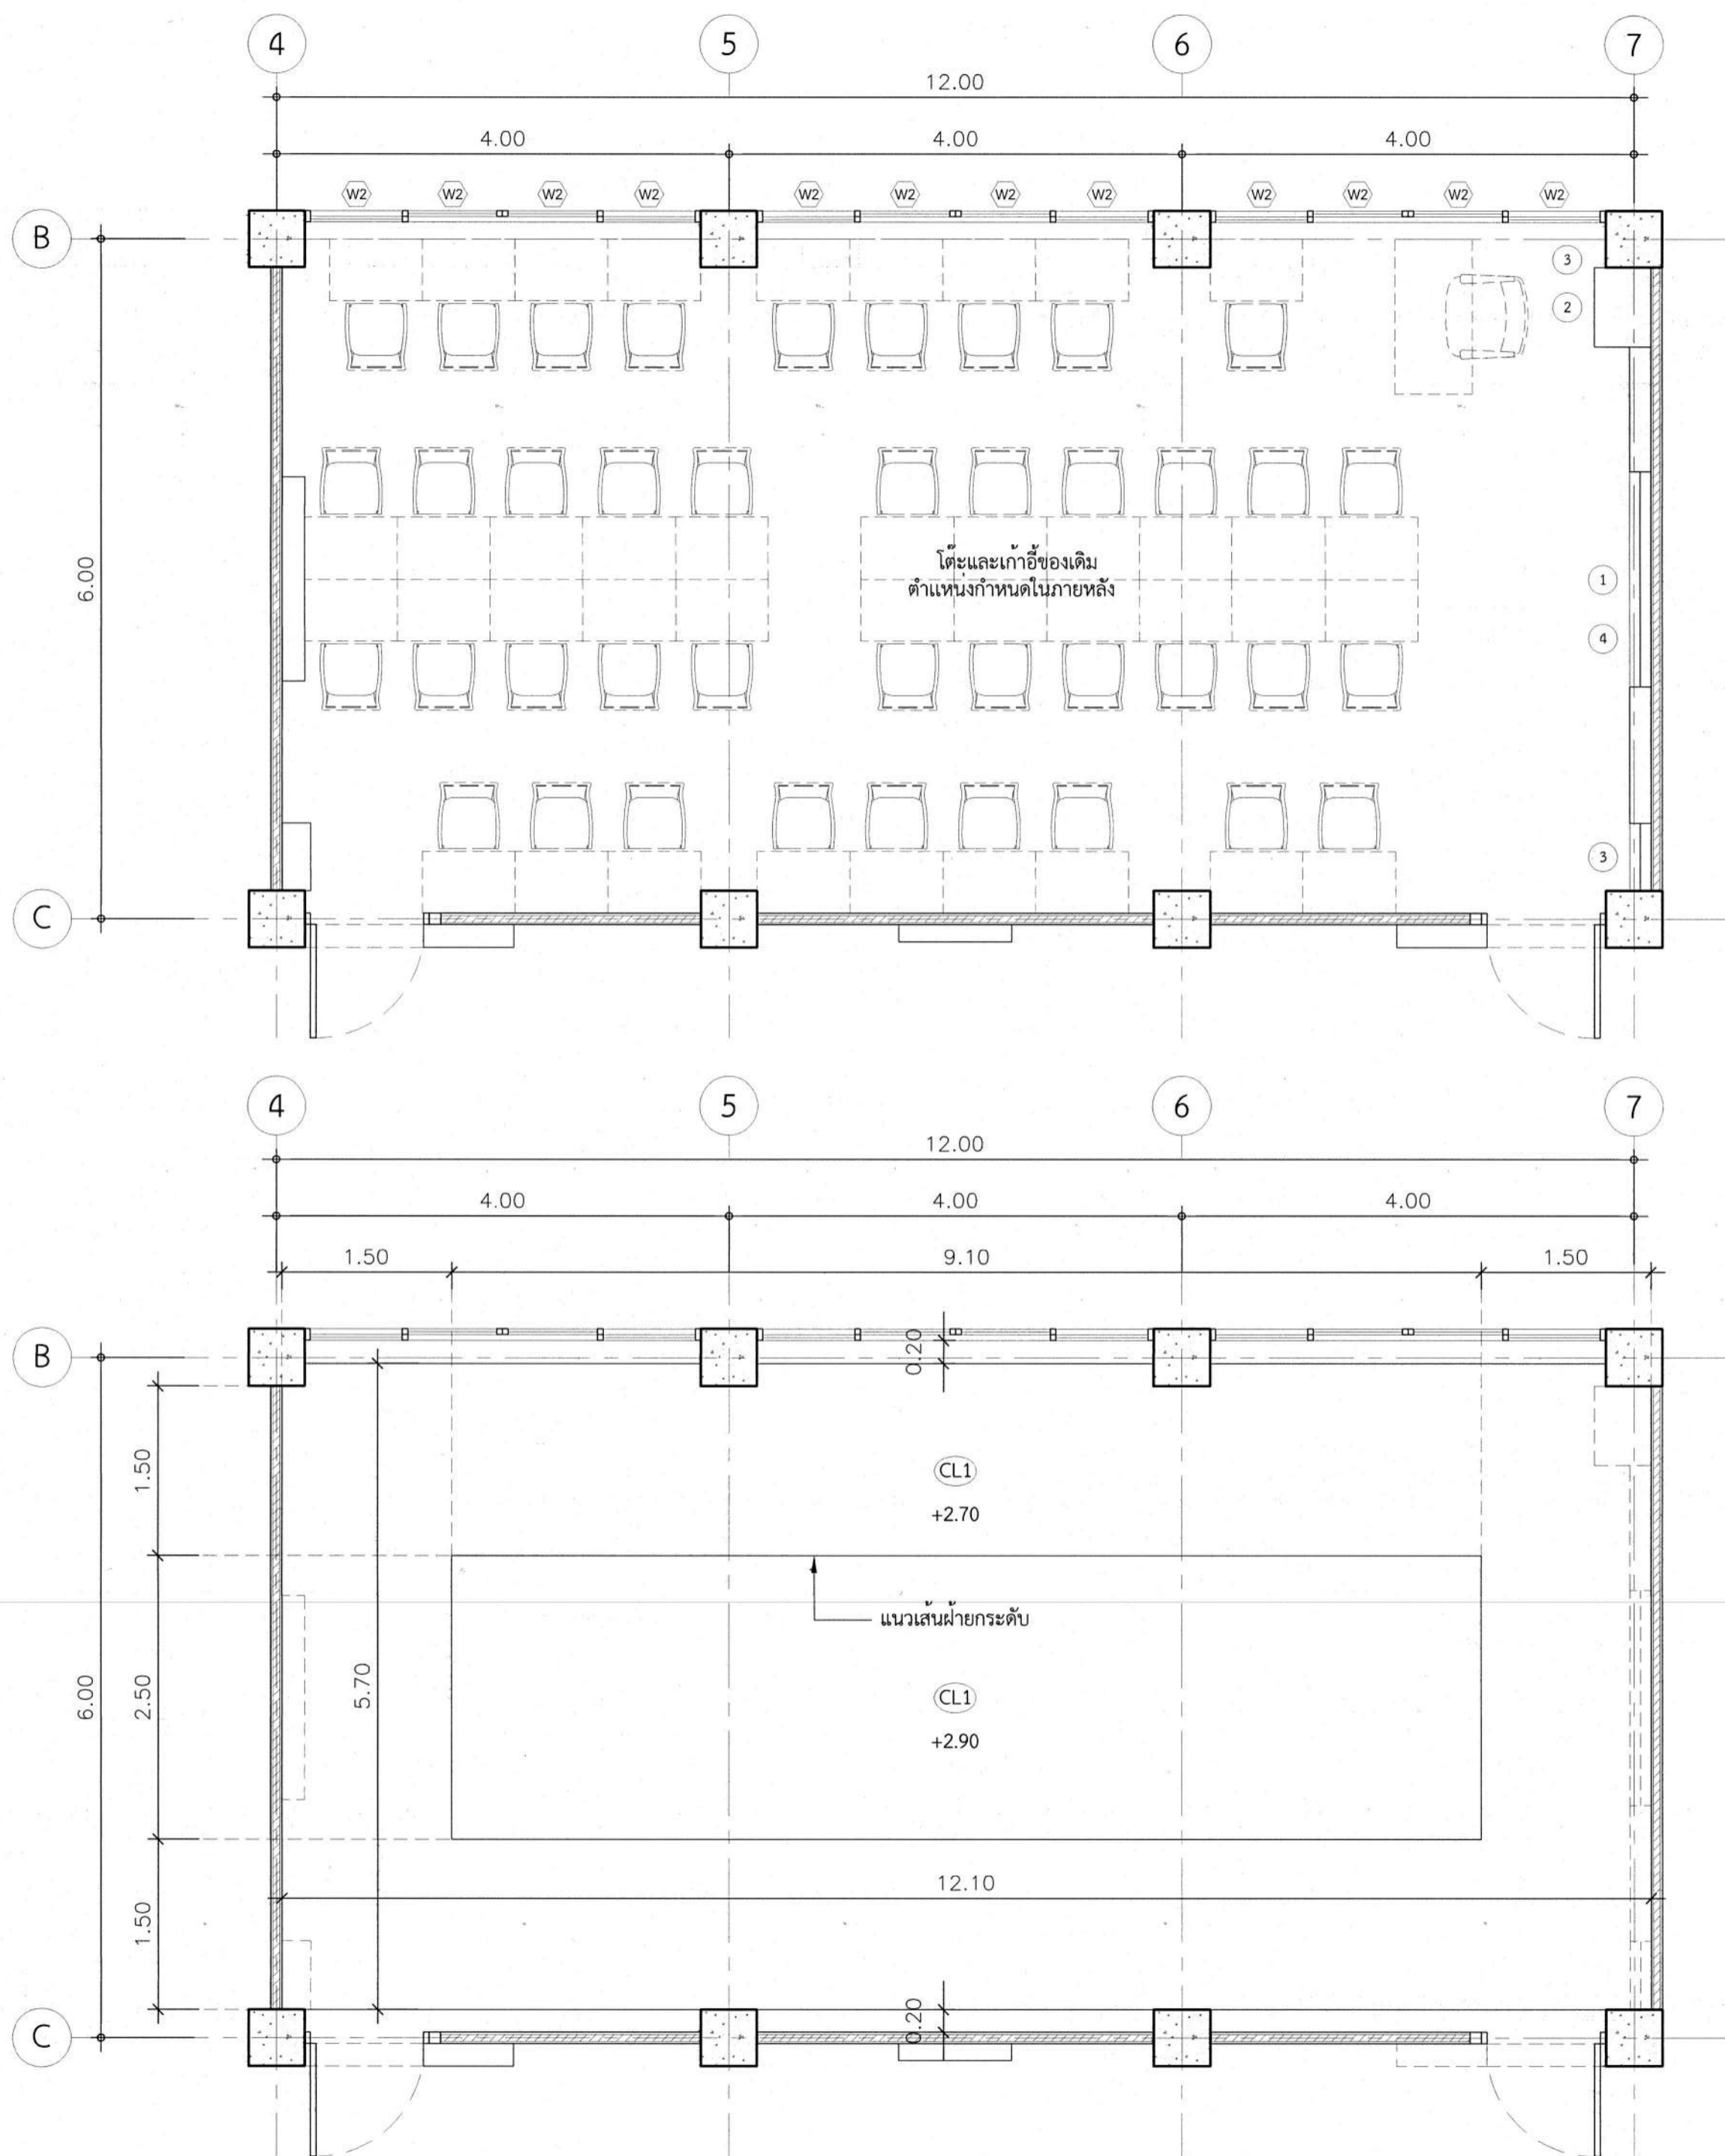 4 5 6 7
12.00
4.00 4.00 4.00
W2 W2 W2 W2 W2 W2 W2 W2 W2 W2 W2 W2
B
3
2
6.00
โต๊ะและเก้าอี้ของเดิม
ตำแหน่งกำหนดในภายหลัง
1
4
3
C
4 5 6 7
12.00
4.00 4.00 4.00
1.50 9.10 1.50
B
0.20
1.50
CL1
+2.70
แนวเส้นฝ้ายกระดับ
6.00
2.50
5.70
CL1
+2.90
12.10
1.50
0.20
C